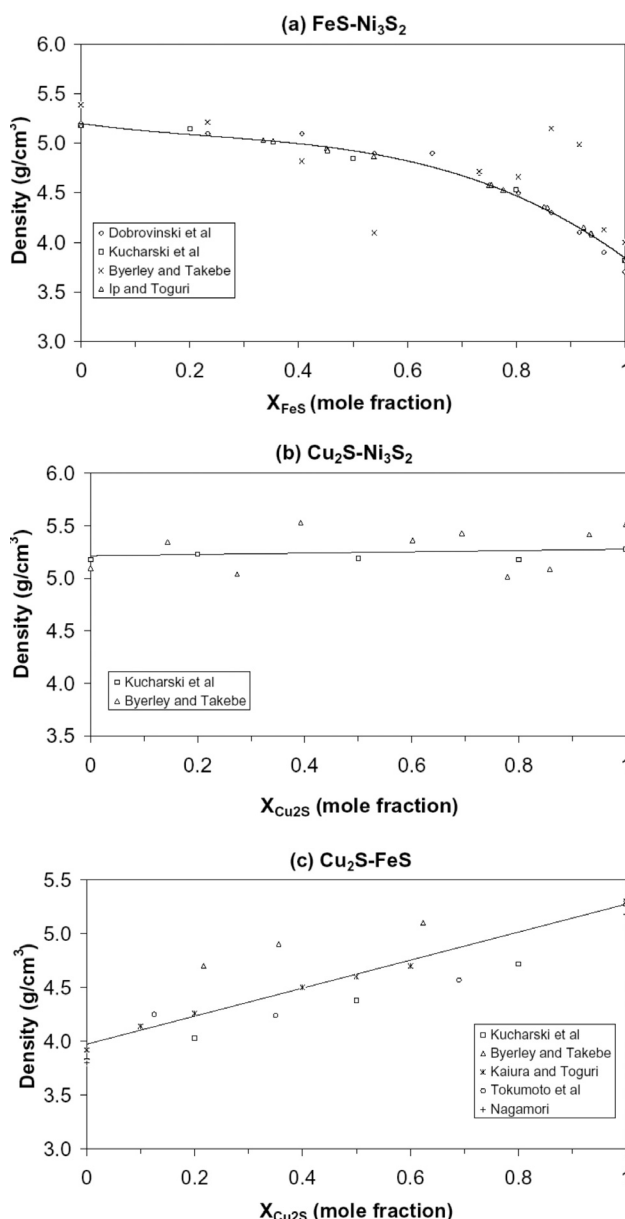 (a) FeS-Ni₃S₂
6.0
5.5
5.0
4.5
4.0
3.5
3.0
Density (g/cm³)
Dobrovinski et al
Kucharski et al
Byerley and Takebe
Ip and Toguri
0 0.2 0.4 0.6 0.8 1
X_FeS (mole fraction)
(b) Cu₂S-Ni₃S₂
6.0
5.5
5.0
4.5
4.0
3.5
Density (g/cm³)
Kucharski et al
Byerley and Takebe
0 0.2 0.4 0.6 0.8 1
X_Cu2S (mole fraction)
(c) Cu₂S-FeS
5.5
5.0
4.5
4.0
3.5
3.0
Density (g/cm³)
Kucharski et al
Byerley and Takebe
Kaiura and Toguri
Tokumoto et al
Nagamori
0 0.2 0.4 0.6 0.8 1
X_Cu2S (mole fraction)